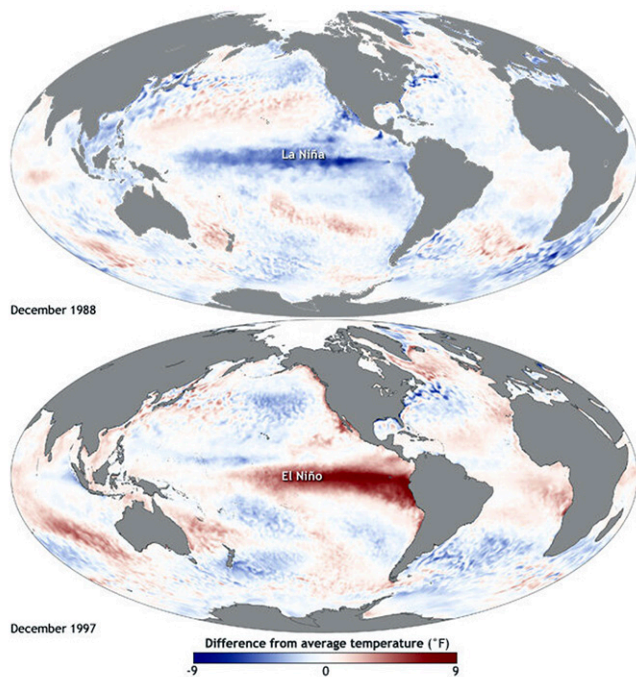 La Niña
December 1988
El Niño
December 1997
Difference from average temperature (°F)
-9 0 9